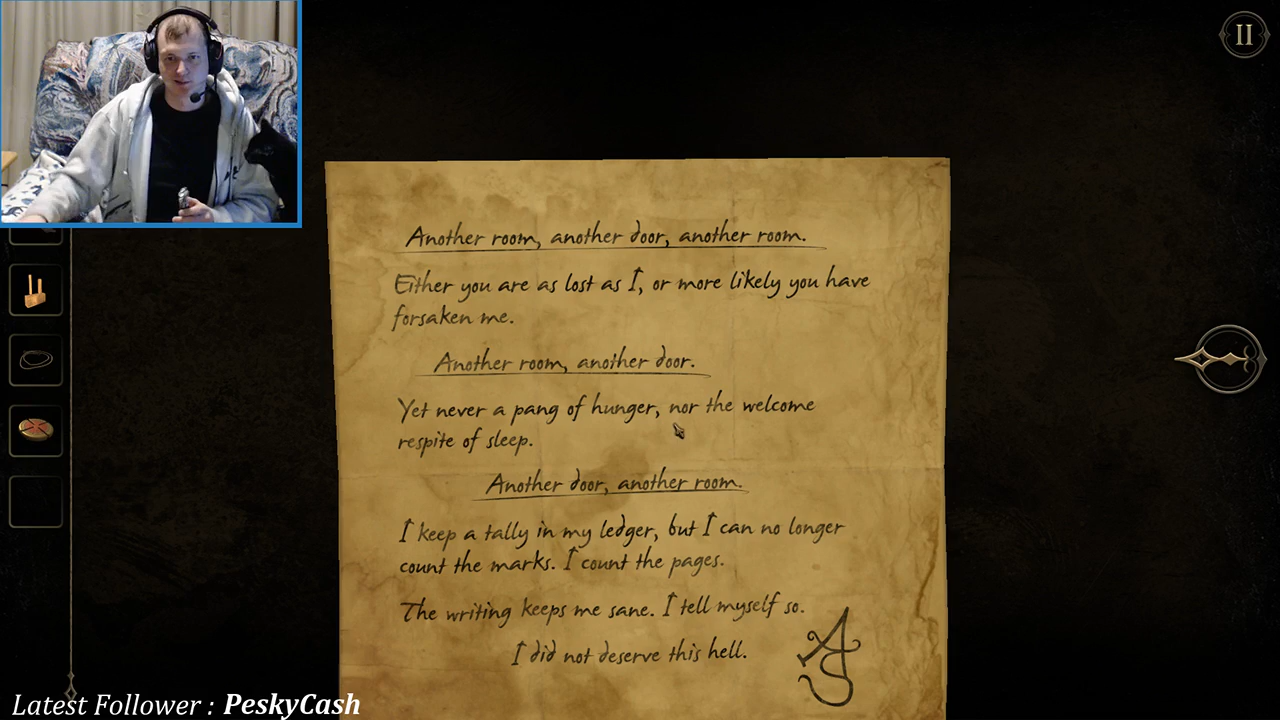 II
Another room, another door, another room.
Either you are as lost as I, or more likely you have
forsaken me.
Another room, another door.
Yet never a pang of hunger, nor the welcome
respite of sleep.
Another door, another room.
I keep a tally in my ledger, but I can no longer
count the marks. I count the pages.
The writing keeps me sane. I tell myself so.
I did not deserve this hell.
AS
Latest Follower : PeskyCash